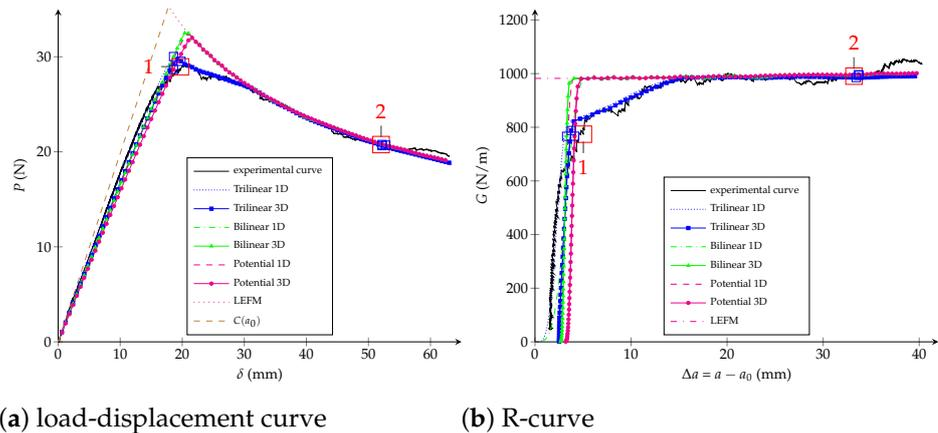 P (N)
30
20
10
0
0 10 20 30 40 50 60
δ (mm)
1
2
experimental curve
Trilinear 1D
Trilinear 3D
Bilinear 1D
Bilinear 3D
Potential 1D
Potential 3D
LEFM
C(a0)
(a) load-displacement curve
G (N/m)
1200
1000
800
600
400
200
0
0 10 20 30 40
Δa = a − a0 (mm)
2
1
experimental curve
Trilinear 1D
Trilinear 3D
Bilinear 1D
Bilinear 3D
Potential 1D
Potential 3D
LEFM
(b) R-curve